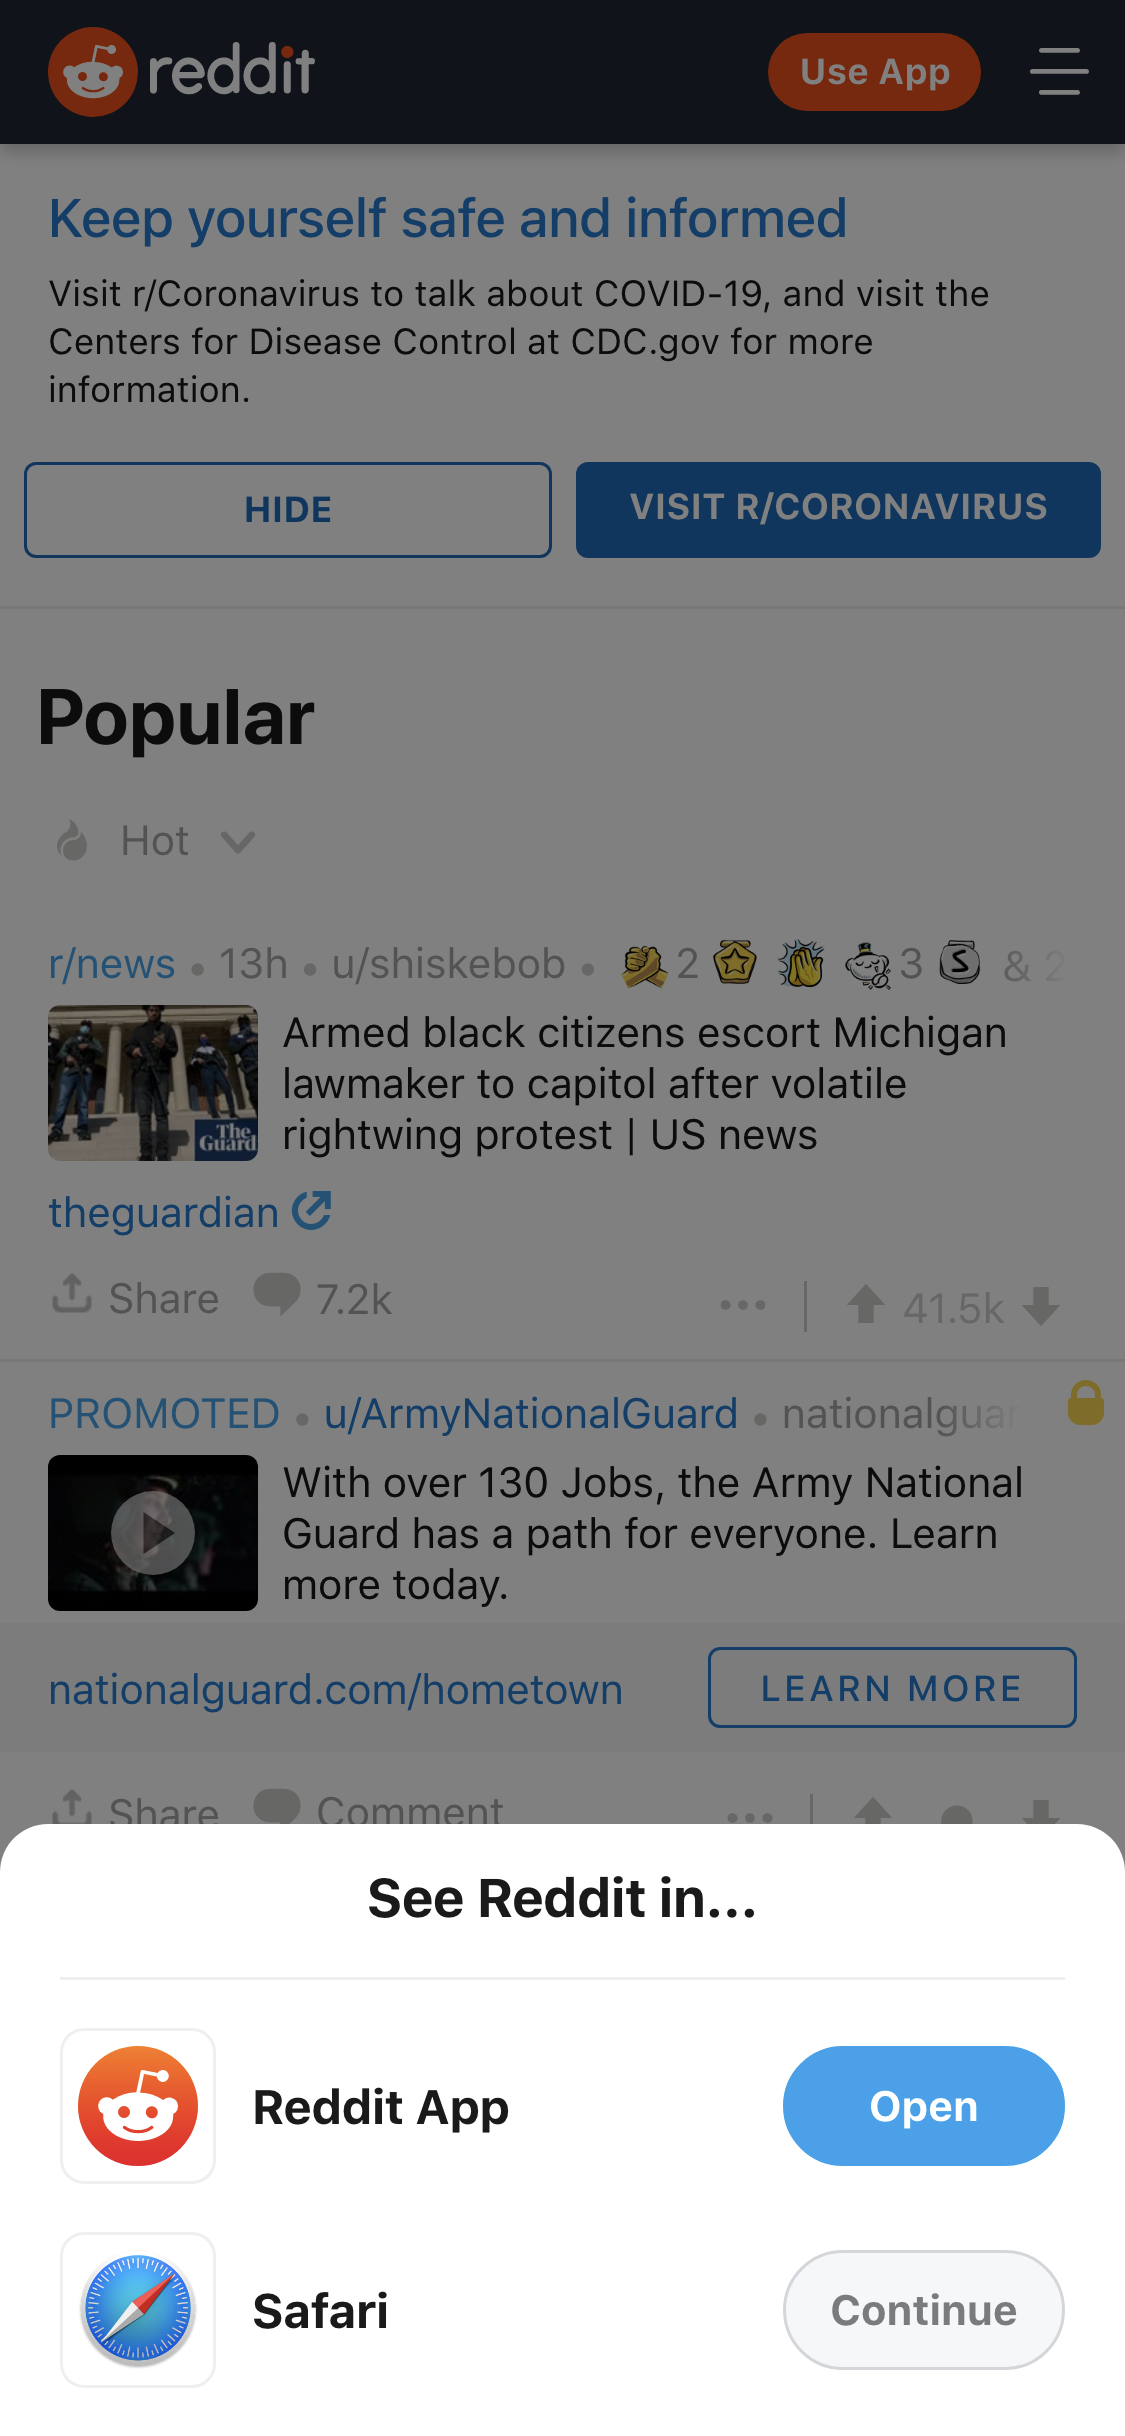 reddit
Use App
Keep yourself safe and informed
Visit r/Coronavirus to talk about COVID-19, and visit the
Centers for Disease Control at CDC.gov for more
information.
HIDE
VISIT R/CORONAVIRUS
Popular
Hot
r/news • 13h • u/shiskebob • 2 3 S & 2
Armed black citizens escort Michigan
lawmaker to capitol after volatile
rightwing protest | US news
The
Guard
theguardian
Share 7.2k ... | 41.5k
PROMOTED • u/ArmyNationalGuard • nationalguar
With over 130 Jobs, the Army National
Guard has a path for everyone. Learn
more today.
nationalguard.com/hometown
LEARN MORE
Share Comment ... | •
See Reddit in...
Reddit App
Open
Safari
Continue